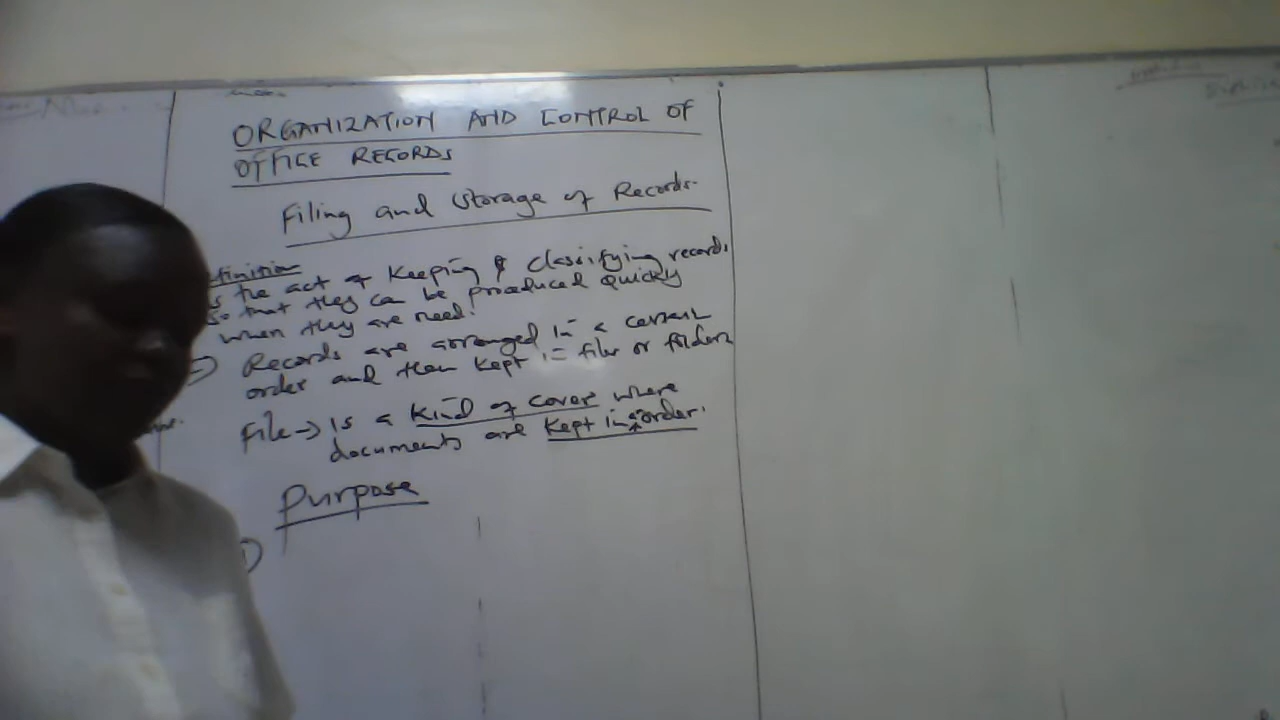 ORGANIZATION AND CONTROL OF
OFFICE RECORDS
Filing and Storage of Records.
finition
is the act of Keeping & classifying records
so that they can be produced quickly
when they are need.
Records are arranged in a certain
order and then kept in files or folders
File → is a kind of cover where
documents are kept in order.
Purpose